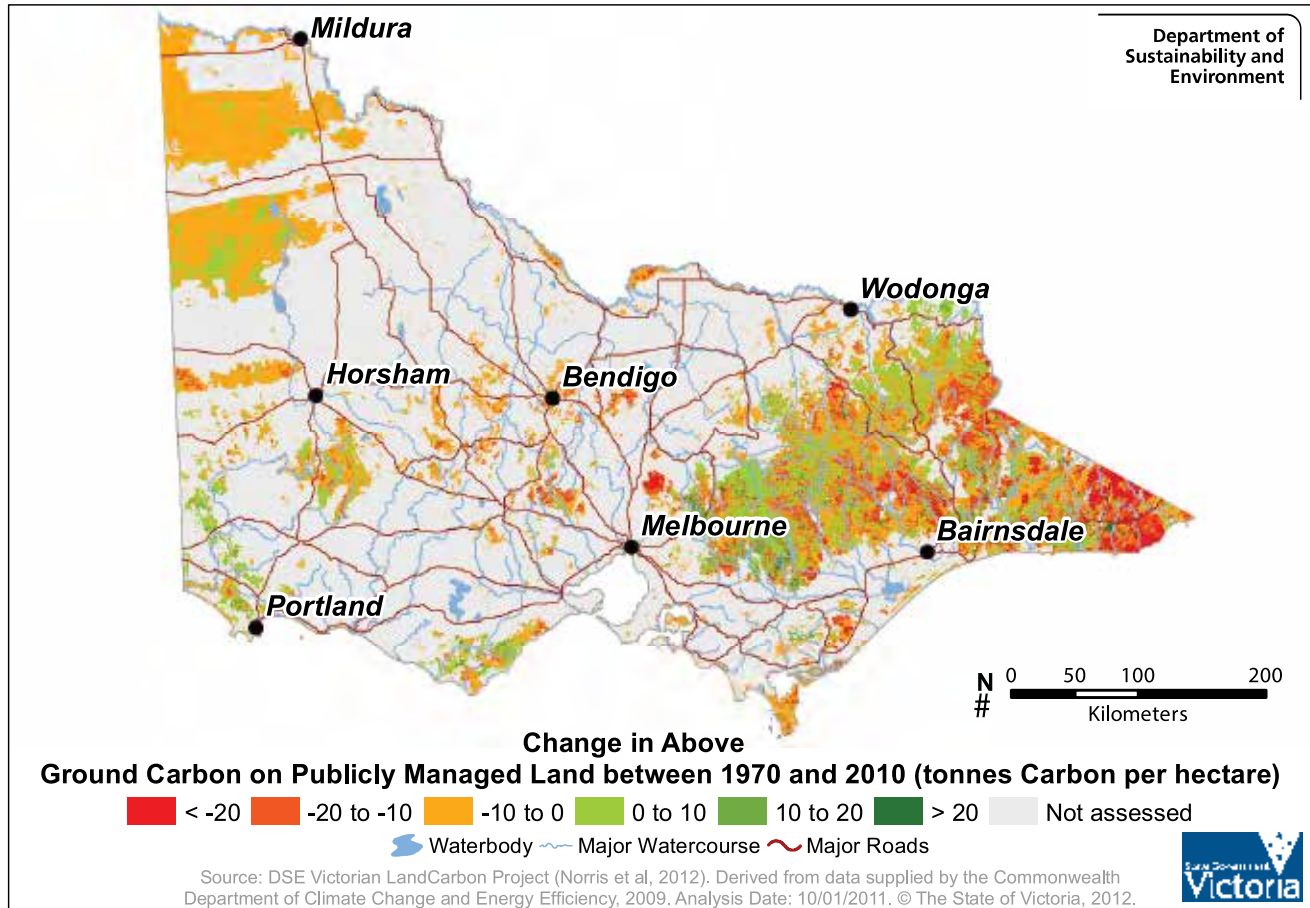 Mildura
Department of
Sustainability and
Environment
Wodonga
Horsham
Bendigo
Melbourne
Bairnsdale
Portland
N
#
0 50 100 200
Kilometers
Change in Above
Ground Carbon on Publicly Managed Land between 1970 and 2010 (tonnes Carbon per hectare)
< -20 -20 to -10 -10 to 0 0 to 10 10 to 20 > 20 Not assessed
Waterbody Major Watercourse Major Roads
Source: DSE Victorian LandCarbon Project (Norris et al, 2012). Derived from data supplied by the Commonwealth
Department of Climate Change and Energy Efficiency, 2009. Analysis Date: 10/01/2011. © The State of Victoria, 2012.
State Government
Victoria